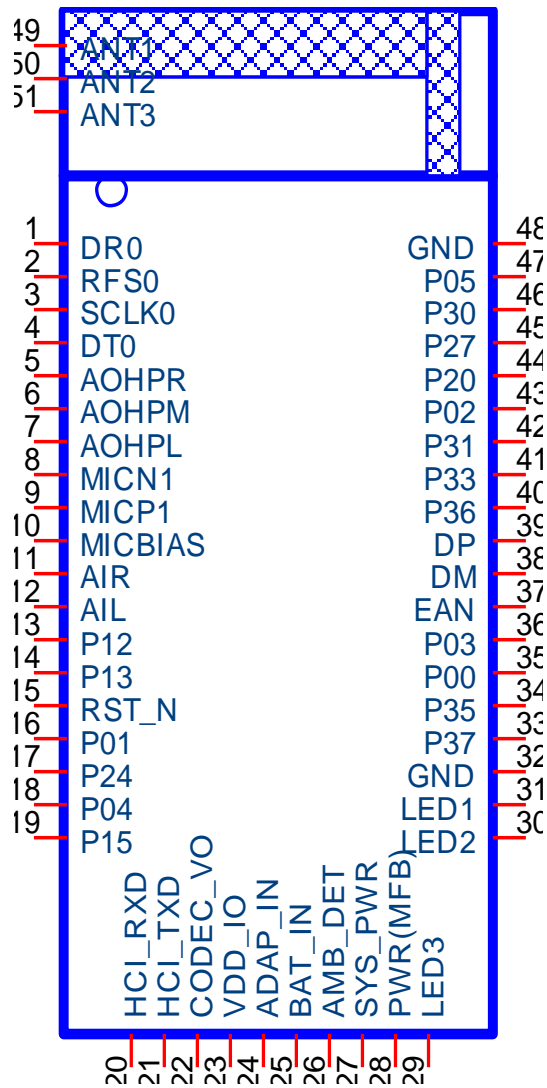 49 ANT1
50 ANT2
51 ANT3
1 DR0 GND 48
2 RFS0 P05 47
3 SCLK0 P30 46
4 DT0 P27 45
5 AOHPR P20 44
6 AOHPM P02 43
7 AOHPL P31 42
8 MICN1 P33 41
9 MICP1 P36 40
10 MICBIAS DP 39
11 AIR DM 38
12 AIL EAN 37
13 P12 P03 36
14 P13 P00 35
15 RST_N P35 34
16 P01 P37 33
17 P24 GND 32
18 P04 LED1 31
19 P15 LED2 30
HCI_RXD
HCI_TXD
CODEC_VO
VDD_IO
ADAP_IN
BAT_IN
AMB_DET
SYS_PWR
PWR(MFB)
LED3
20
21
22
23
24
25
26
27
28
29